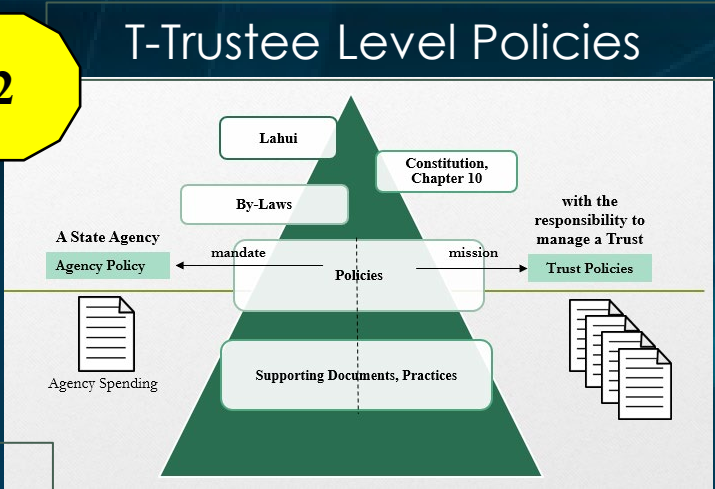 T-Trustee Level Policies
2
Lahui
Constitution,
Chapter 10
By-Laws
with the
responsibility to
manage a Trust
A State Agency
Agency Policy
mandate
Policies
mission
Trust Policies
Agency Spending
Supporting Documents, Practices